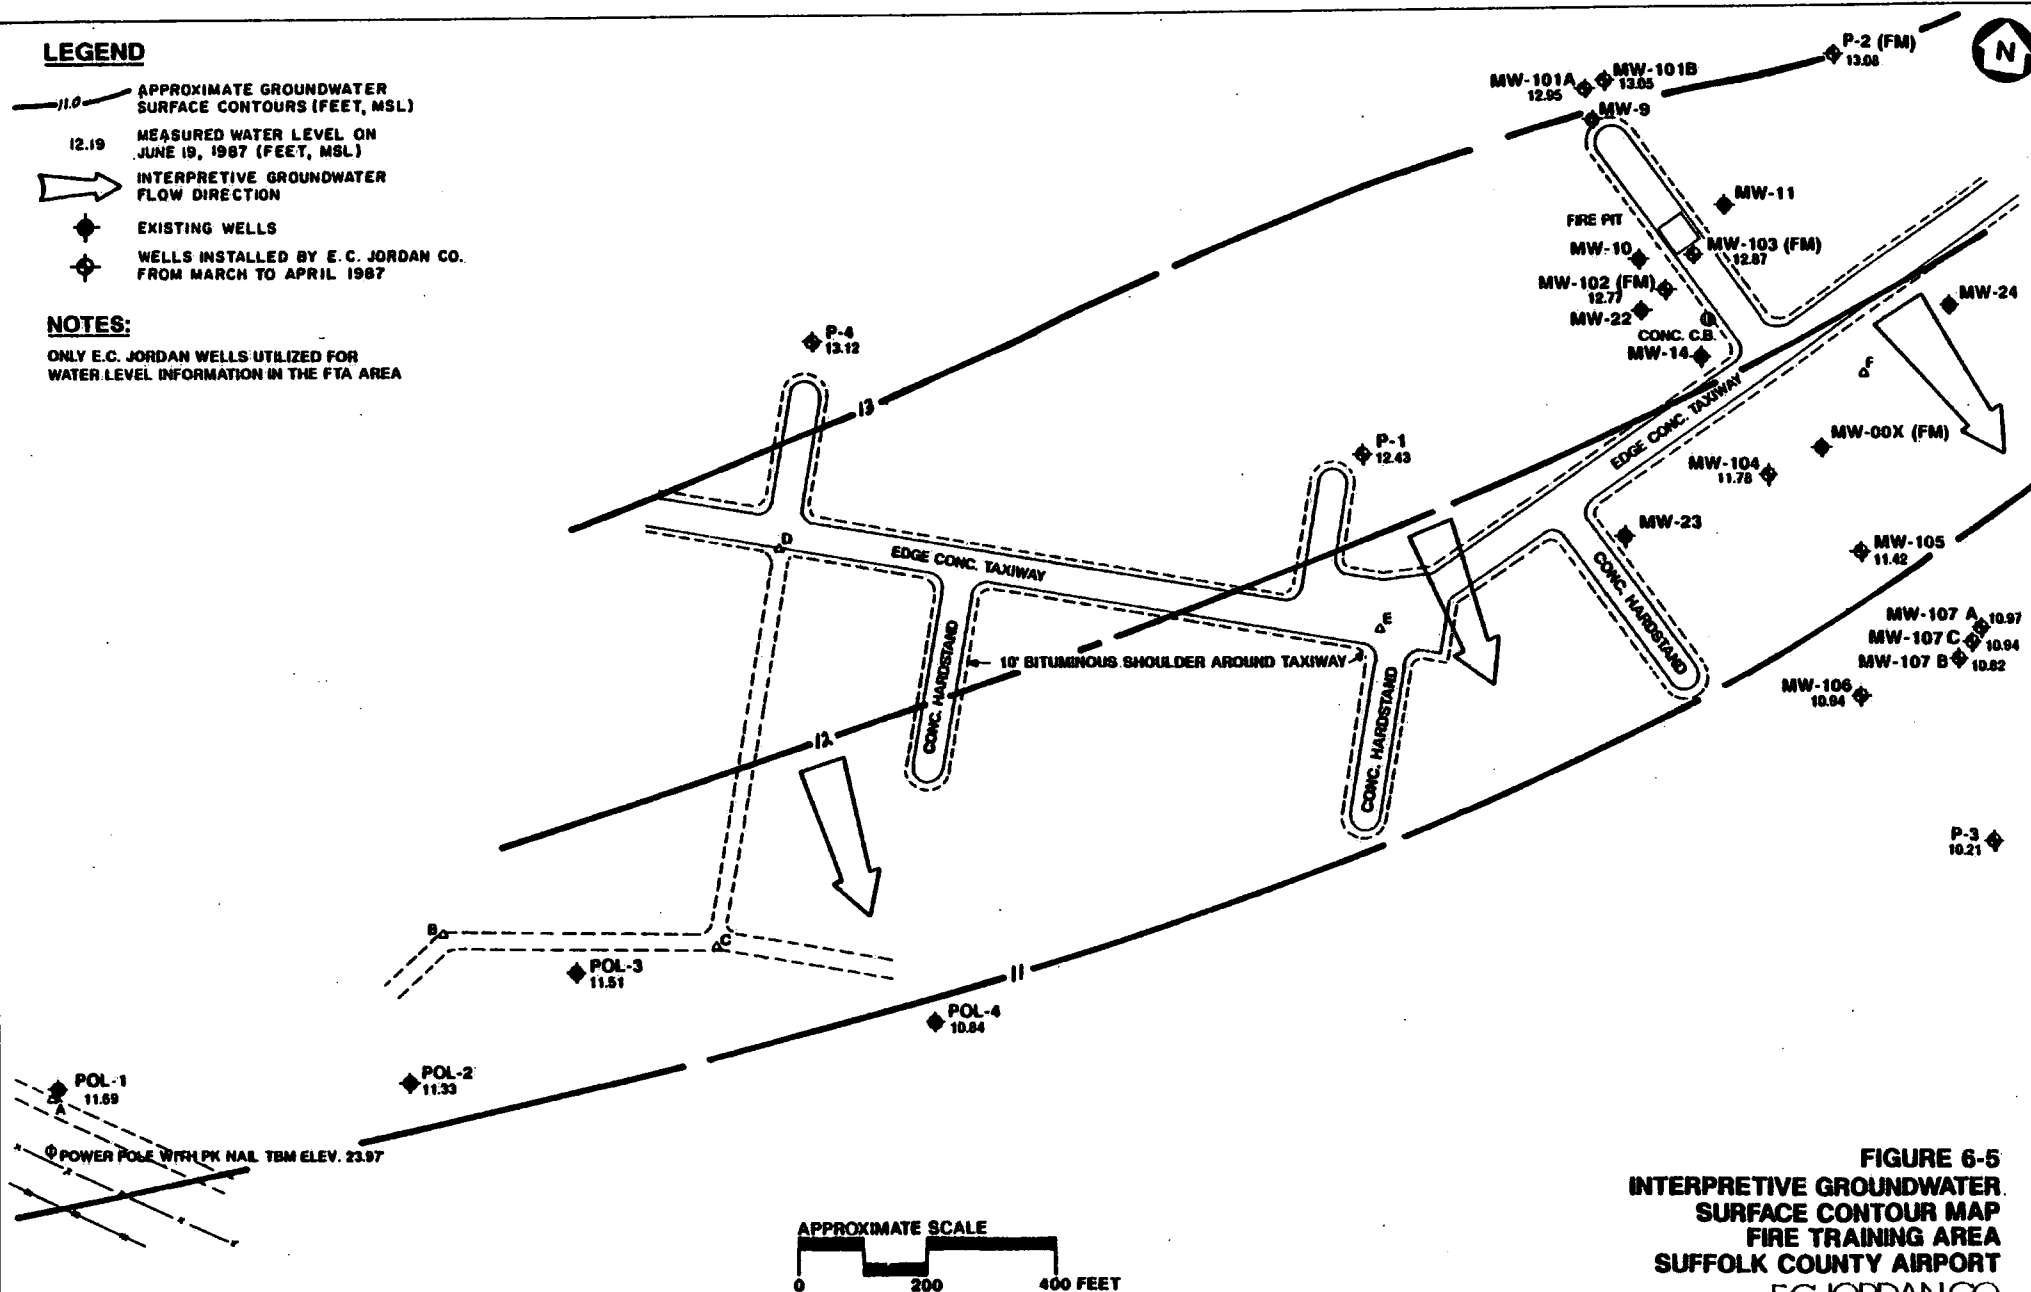 LEGEND
11.0
APPROXIMATE GROUNDWATER
SURFACE CONTOURS (FEET, MSL)
12.19
MEASURED WATER LEVEL ON
JUNE 19, 1987 (FEET, MSL)
INTERPRETIVE GROUNDWATER
FLOW DIRECTION
EXISTING WELLS
WELLS INSTALLED BY E.C. JORDAN CO.
FROM MARCH TO APRIL 1987
NOTES:
ONLY E.C. JORDAN WELLS UTILIZED FOR
WATER LEVEL INFORMATION IN THE FTA AREA
N
P-2 (FM)
13.08
MW-101A
12.95
MW-101B
13.05
MW-9
MW-11
FIRE PIT
MW-10
MW-103 (FM)
12.87
MW-102 (FM)
12.77
MW-22
CONC. C.B.
MW-14
MW-24
F
P-4
13.12
13
P-1
12.43
EDGE CONC. TAXIWAY
MW-00X (FM)
MW-104
11.78
MW-23
MW-105
11.42
D
EDGE CONC. TAXIWAY
CONC. HARDSTAND
E
MW-107 A
10.97
MW-107 C
10.94
MW-107 B
10.82
10' BITUMINOUS SHOULDER AROUND TAXIWAY
CONC. HARDSTAND
CONC. HARDSTAND
MW-106
10.94
12
P-3
10.21
B
C
POL-3
11.51
11
POL-4
10.84
POL-1
11.69
A
POL-2
11.33
POWER POLE WITH PK NAIL TBM ELEV. 23.97'
APPROXIMATE SCALE
0 200 400 FEET
FIGURE 6-5
INTERPRETIVE GROUNDWATER
SURFACE CONTOUR MAP
FIRE TRAINING AREA
SUFFOLK COUNTY AIRPORT
E.C. JORDAN CO